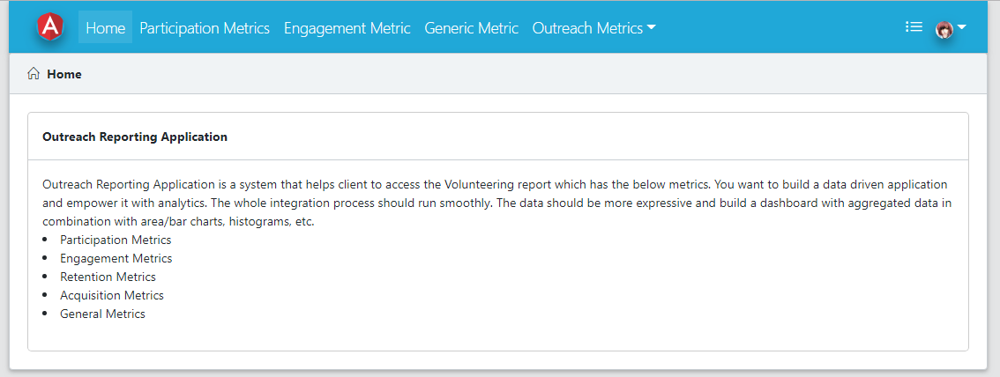 A
Home Participation Metrics Engagement Metric Generic Metric Outreach Metrics
Home
Outreach Reporting Application
Outreach Reporting Application is a system that helps client to access the Volunteering report which has the below metrics. You want to build a data driven application
and empower it with analytics. The whole integration process should run smoothly. The data should be more expressive and build a dashboard with aggregated data in
combination with area/bar charts, histograms, etc.
• Participation Metrics
• Engagement Metrics
• Retention Metrics
• Acquisition Metrics
• General Metrics